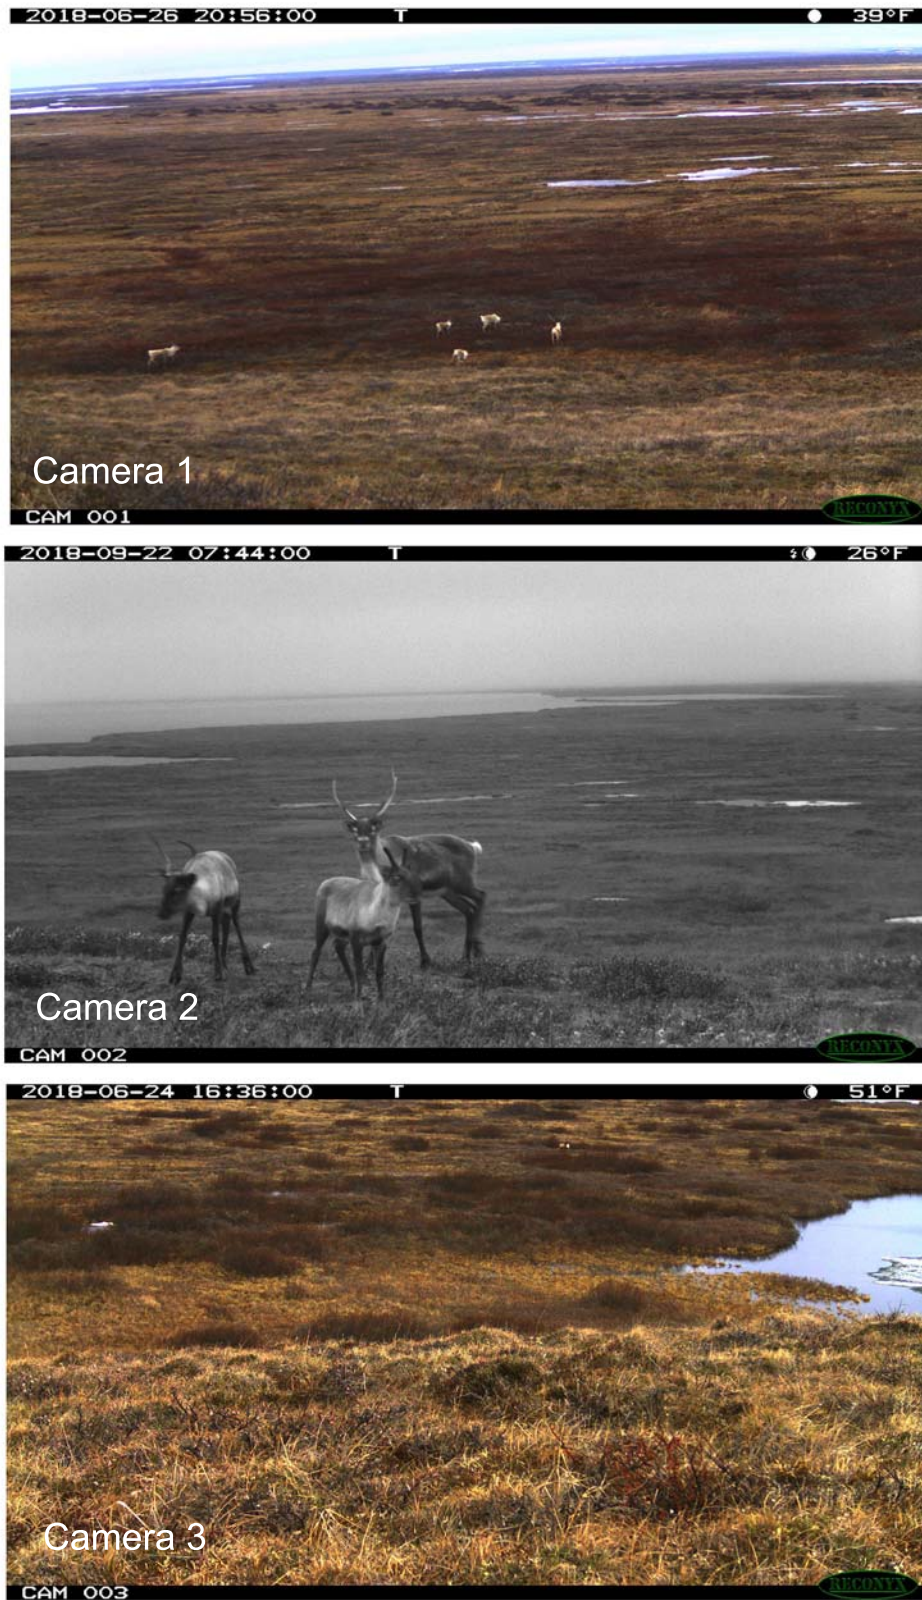 2018-06-26 20:56:00 T 39°F
Camera 1
CAM 001 RECONYX
2018-09-22 07:44:00 T 26°F
Camera 2
CAM 002 RECONYX
2018-06-24 16:36:00 T 51°F
Camera 3
CAM 003 RECONYX